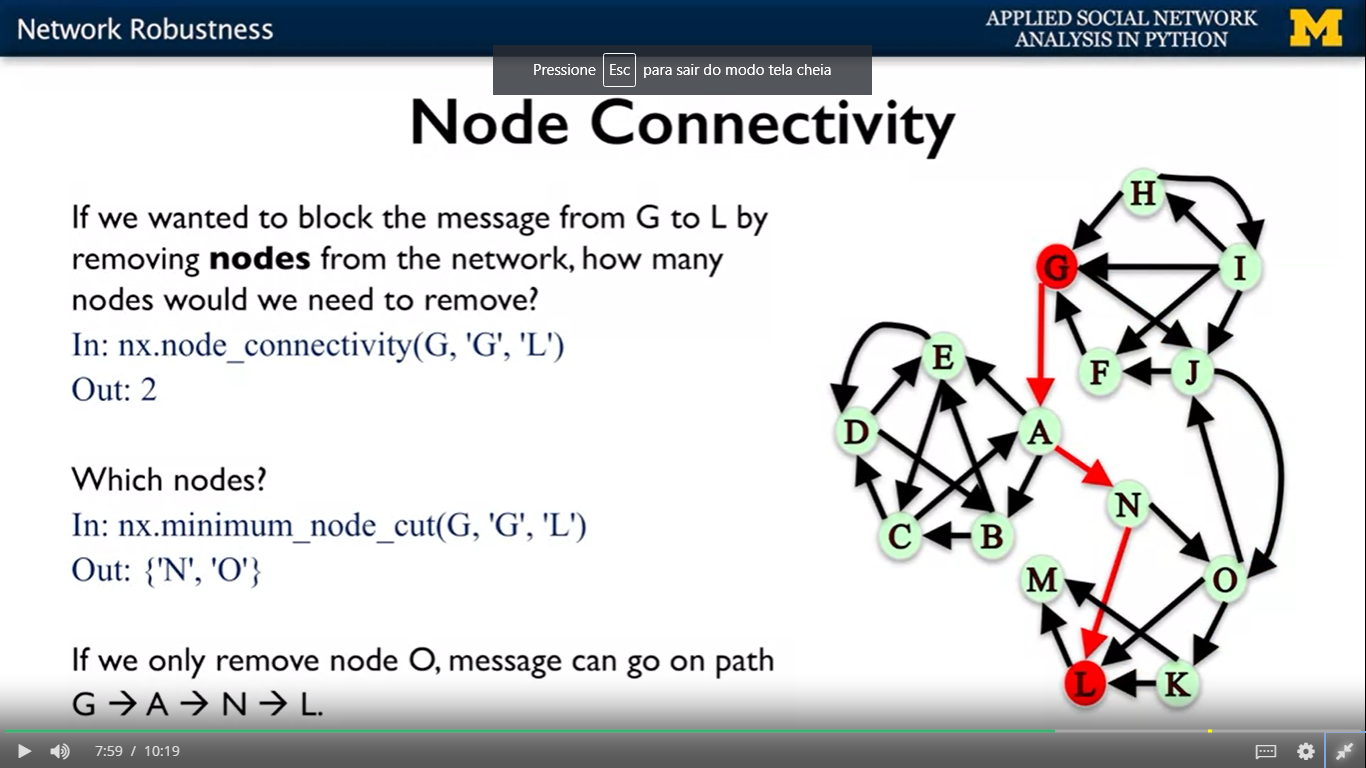 Network Robustness
APPLIED SOCIAL NETWORK
ANALYSIS IN PYTHON
M
Pressione Esc para sair do modo tela cheia
Node Connectivity
If we wanted to block the message from G to L by
removing nodes from the network, how many
nodes would we need to remove?
In: nx.node_connectivity(G, 'G', 'L')
Out: 2
Which nodes?
In: nx.minimum_node_cut(G, 'G', 'L')
Out: {'N', 'O'}
If we only remove node O, message can go on path
G → A → N → L.
H
G
I
E
F
J
D
A
N
C
B
M
O
L
K
7:59 / 10:19